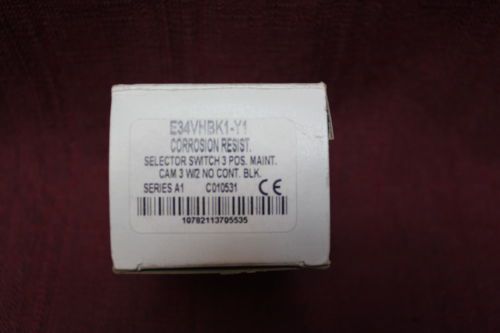 E34VHBK1-Y1
CORROSION RESIST.
SELECTOR SWITCH 3 POS. MAINT.
CAM 3 W/2 NO CONT. BLK.
SERIES A1 C010531 CE
10782113705535